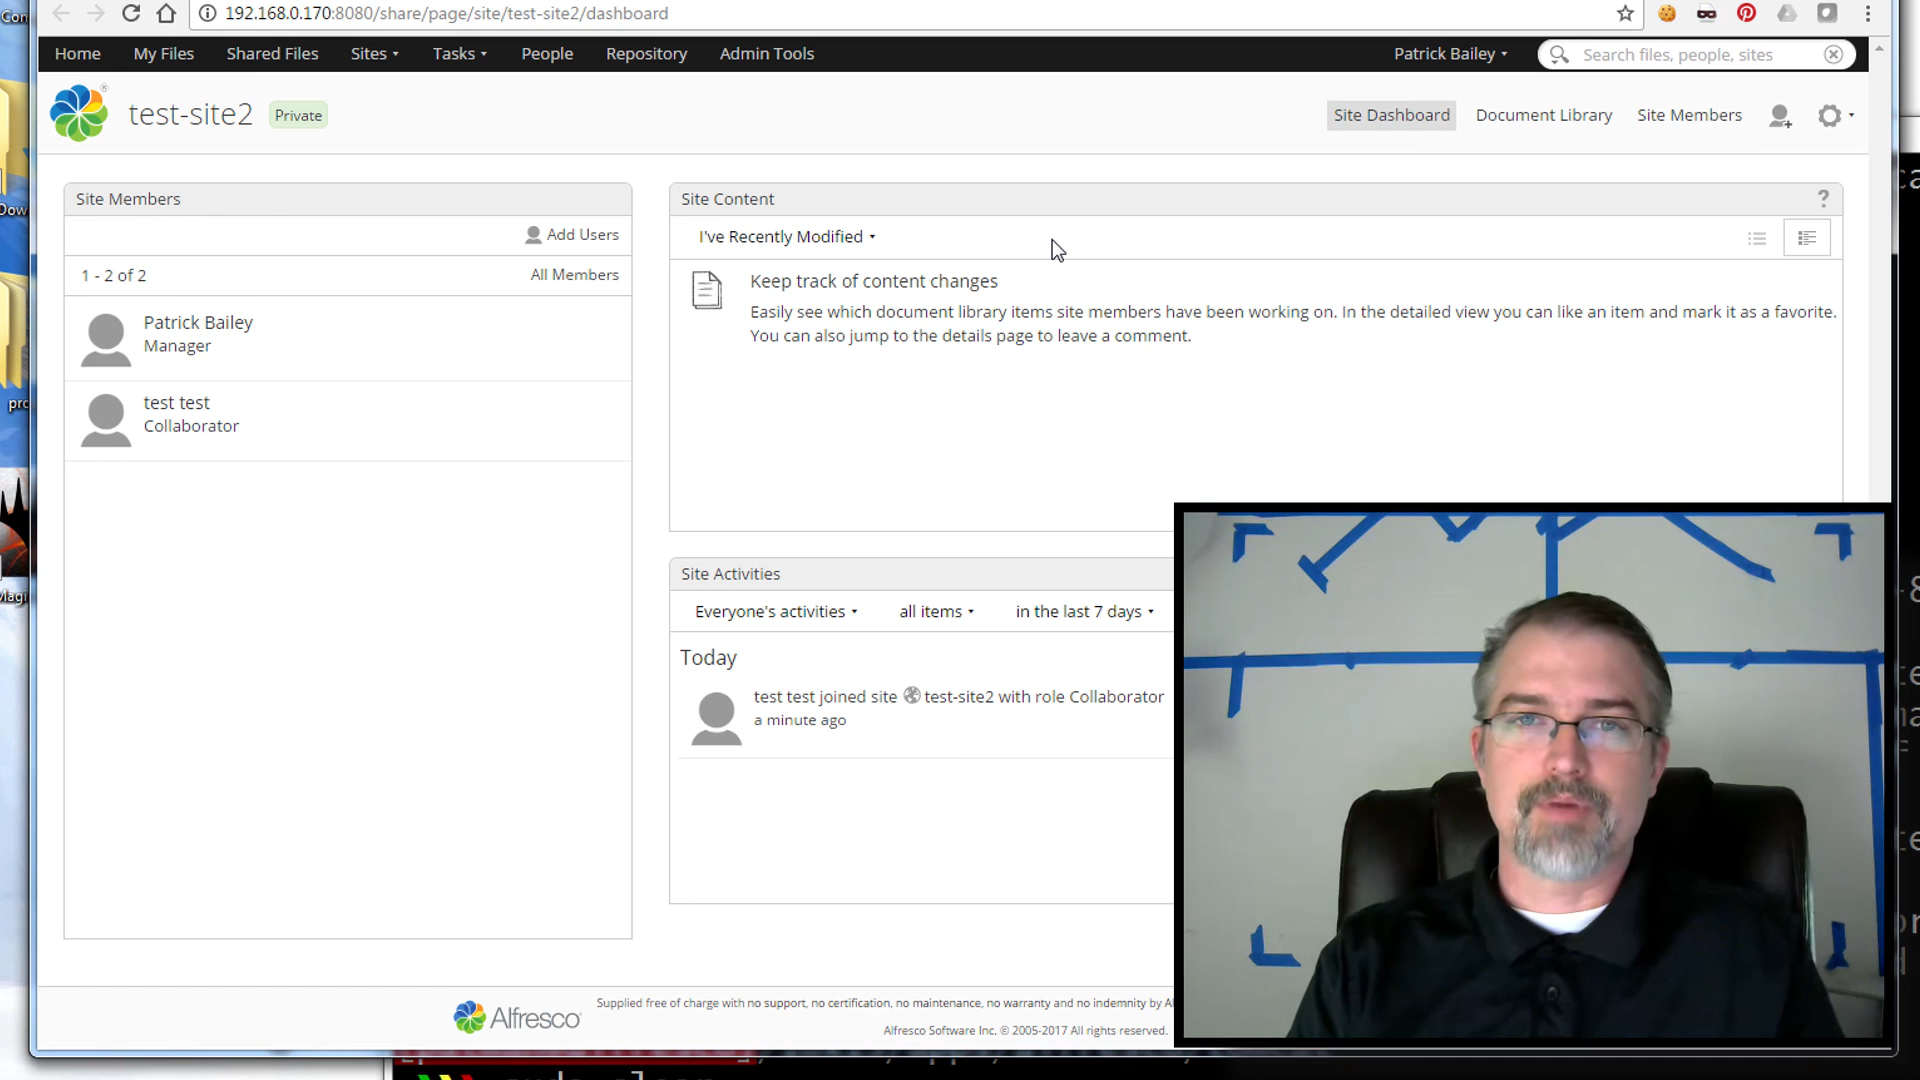 192.168.0.170:8080/share/page/site/test-site2/dashboard
Home My Files Shared Files Sites Tasks People Repository Admin Tools Patrick Bailey Search files, people, sites
test-site2 Private Site Dashboard Document Library Site Members
Site Members
Add Users
1 - 2 of 2 All Members
Patrick Bailey
Manager
test test
Collaborator
Site Content ?
I've Recently Modified
Keep track of content changes
Easily see which document library items site members have been working on. In the detailed view you can like an item and mark it as a favorite.
You can also jump to the details page to leave a comment.
Site Activities
Everyone's activities all items in the last 7 days
Today
test test joined site test-site2 with role Collaborator
a minute ago
Alfresco
Supplied free of charge with no support, no certification, no maintenance, no warranty and no indemnity by
Alfresco Software Inc. © 2005-2017 All rights reserved.